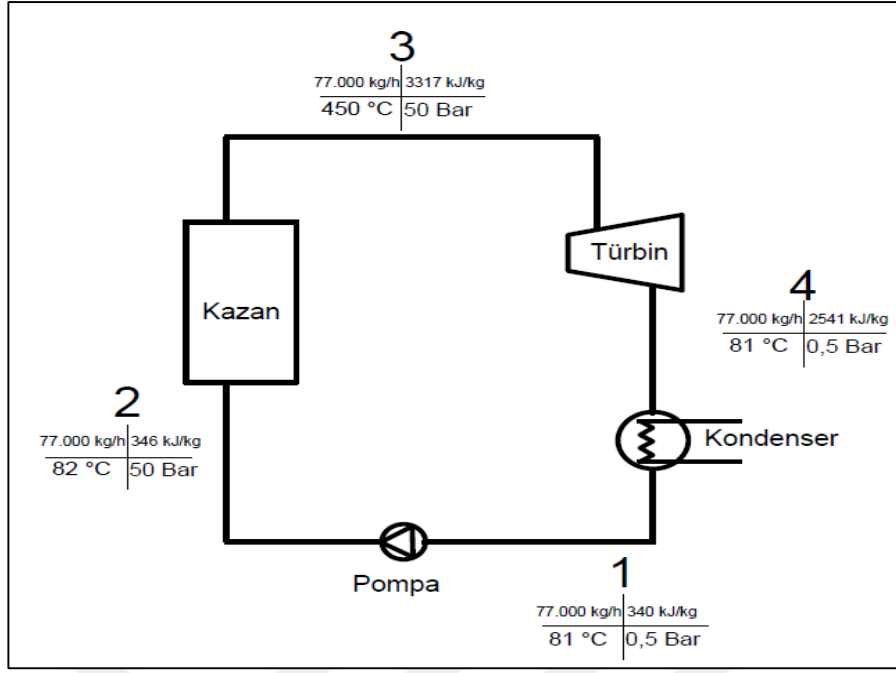 3
77.000 kg/h 3317 kJ/kg
450 °C 50 Bar
Türbin
4
77.000 kg/h 2541 kJ/kg
81 °C 0,5 Bar
Kazan
2
77.000 kg/h 346 kJ/kg
82 °C 50 Bar
Kondenser
Pompa
1
77.000 kg/h 340 kJ/kg
81 °C 0,5 Bar